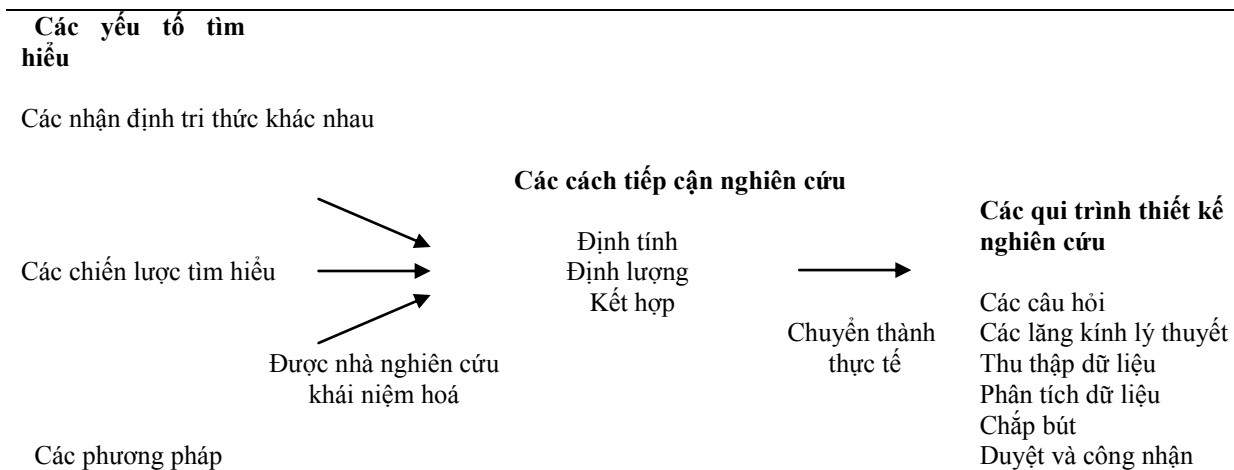 Các yếu tố tìm
hiểu
Các nhận định tri thức khác nhau
Các chiến lược tìm hiểu
Được nhà nghiên cứu
khái niệm hoá
Các phương pháp
Các cách tiếp cận nghiên cứu
Định tính
Định lượng
Kết hợp
Chuyển thành
thực tế
Các qui trình thiết kế
nghiên cứu
Các câu hỏi
Các lăng kính lý thuyết
Thu thập dữ liệu
Phân tích dữ liệu
Chắp bút
Duyệt và công nhận